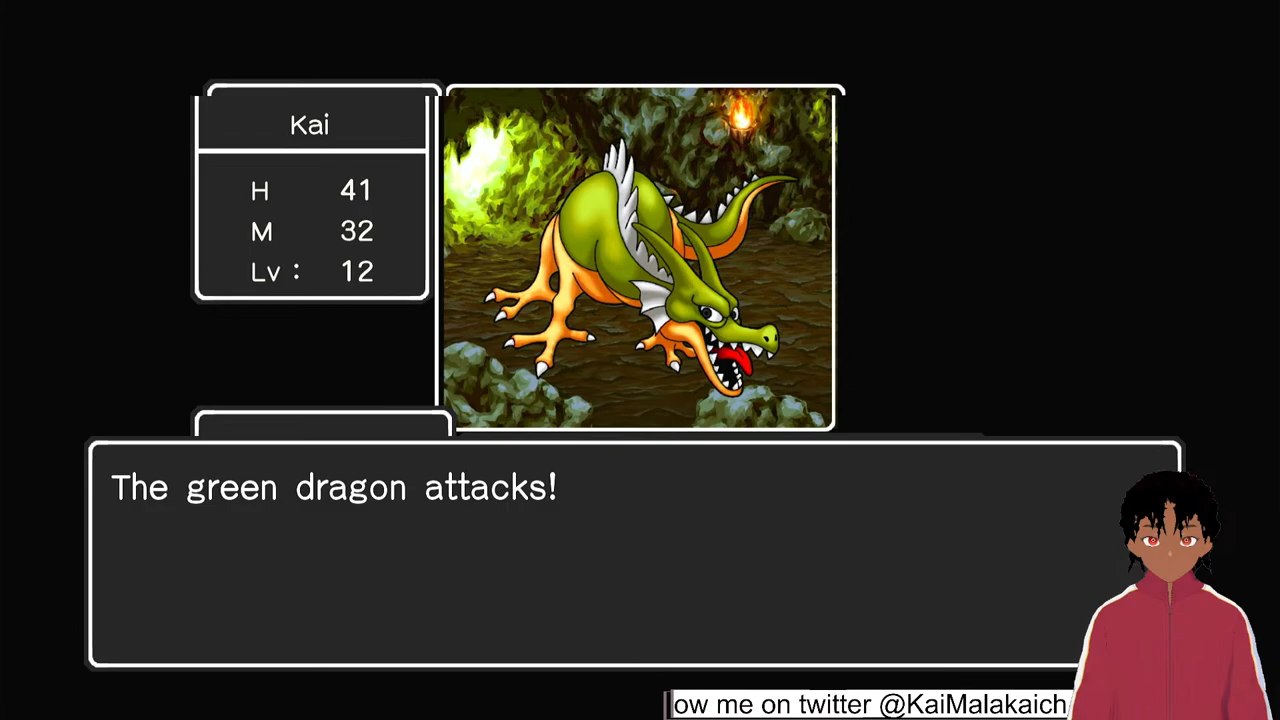 Kai
H 41
M 32
Lv : 12
The green dragon attacks!
ow me on twitter @KaiMalakaich